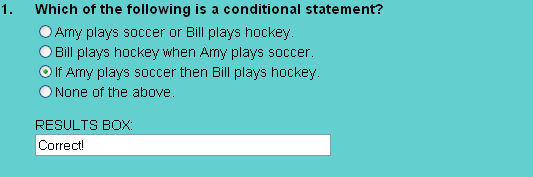 1. Which of the following is a conditional statement?
Amy plays soccer or Bill plays hockey.
Bill plays hockey when Amy plays soccer.
If Amy plays soccer then Bill plays hockey.
None of the above.
RESULTS BOX:
Correct!